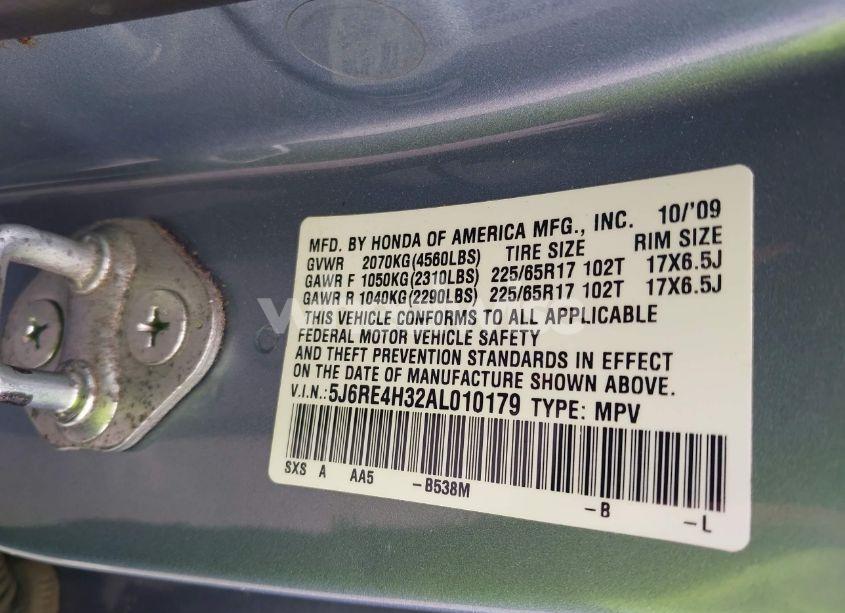 MFD. BY HONDA OF AMERICA MFG., INC. 10/'09
GVWR 2070KG(4560LBS) TIRE SIZE RIM SIZE
GAWR F 1050KG(2310LBS) 225/65R17 102T 17X6.5J
GAWR R 1040KG(2290LBS) 225/65R17 102T 17X6.5J
THIS VEHICLE CONFORMS TO ALL APPLICABLE
FEDERAL MOTOR VEHICLE SAFETY
AND THEFT PREVENTION STANDARDS IN EFFECT
ON THE DATE OF MANUFACTURE SHOWN ABOVE.
V.I.N.: 5J6RE4H32AL010179 TYPE: MPV
SXS A AA5 -B538M -B -L